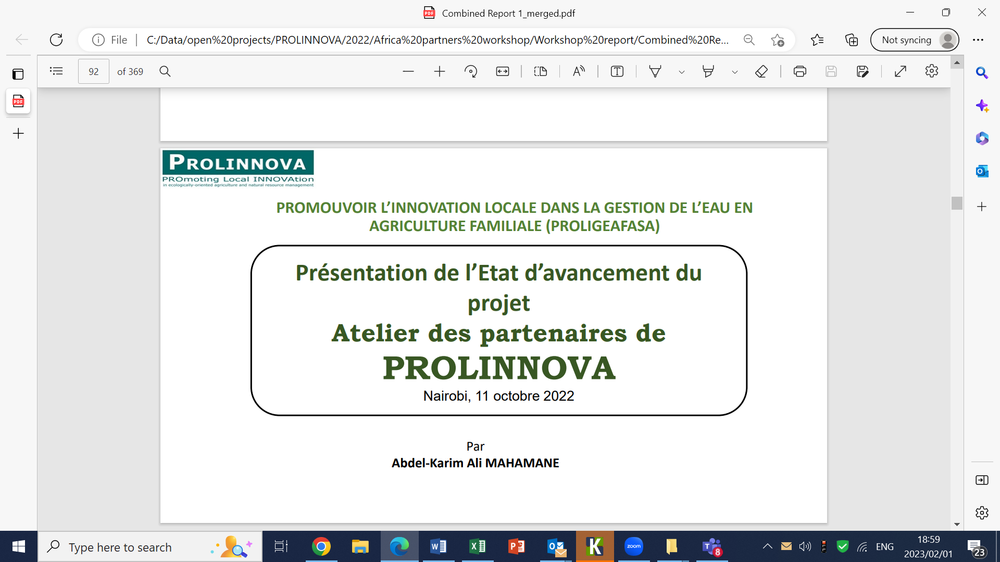 Combined Report 1_merged.pdf
File
C:/Data/open%20projects/PROLINNOVA/2022/Africa%20partners%20workshop/Workshop%20report/Combined%20Re...
Not syncing
92
of 369
PROLINNOVA
PROmoting Local INNOVAtion
in ecologically-oriented agriculture and natural resource management
PROMOUVOIR L’INNOVATION LOCALE DANS LA GESTION DE L’EAU EN
AGRICULTURE FAMILIALE (PROLIGEAFASA)
Présentation de l’Etat d’avancement du
projet
Atelier des partenaires de
PROLINNOVA
Nairobi, 11 octobre 2022
Par
Abdel-Karim Ali MAHAMANE
Type here to search
zoom
8
ENG
18:59
2023/02/01
23